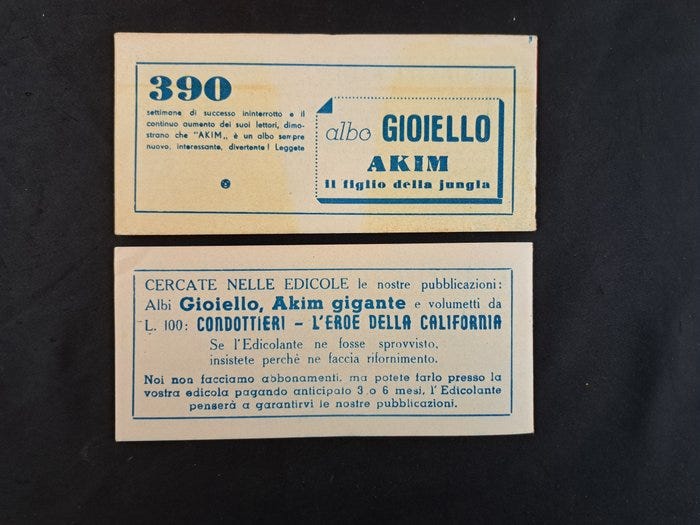 390
settimane di successo ininterrotto e il
continuo aumento dei suoi lettori, dimo-
strano che "AKIM,, è un albo sempre
nuovo, interessante, divertente! Leggete
albo GIOIELLO
AKIM
il figlio della jungla
CERCATE NELLE EDICOLE le nostre pubblicazioni:
Albi Gioiello, Akim gigante e volumetti da
L. 100: CONDOTTIERI - L'EROE DELLA CALIFORNIA
Se l'Edicolante ne fosse sprovvisto,
insistete perchè ne faccia rifornimento.
Noi non facciamo abbonamenti, ma potete farlo presso la
vostra edicola pagando anticipato 3 o 6 mesi, l'Edicolante
penserà a garantirvi le nostre pubblicazioni.